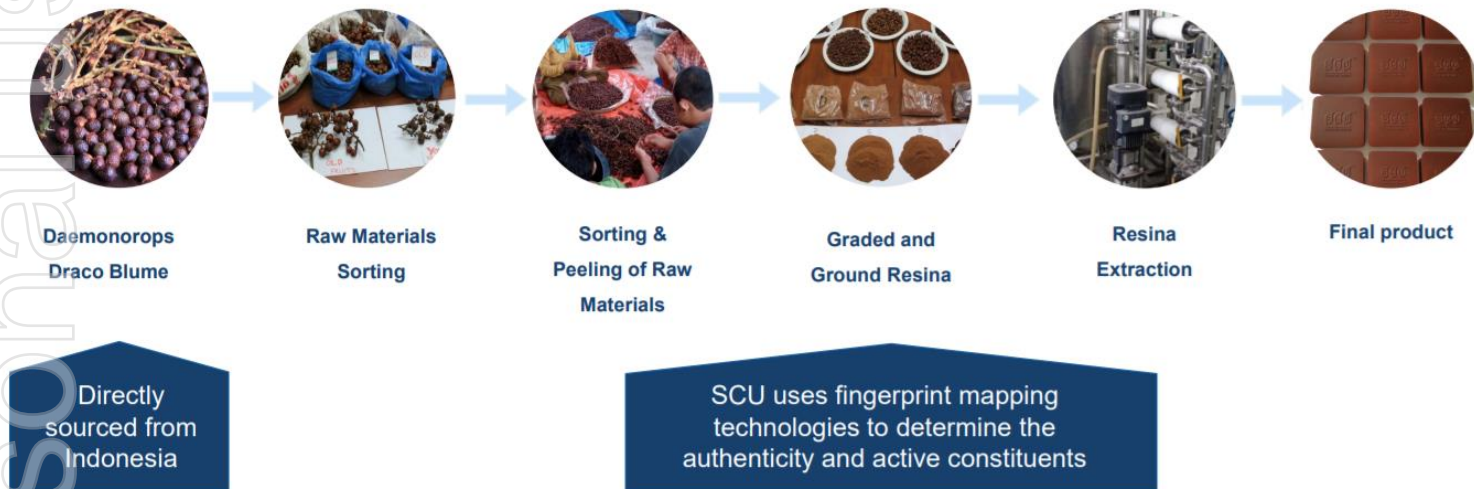 Daemonorops
Draco Blume
Raw Materials
Sorting
Sorting &
Peeling of Raw
Materials
Graded and
Ground Resina
Resina
Extraction
Final product
Directly
sourced from
Indonesia
SCU uses fingerprint mapping
technologies to determine the
authenticity and active constituents